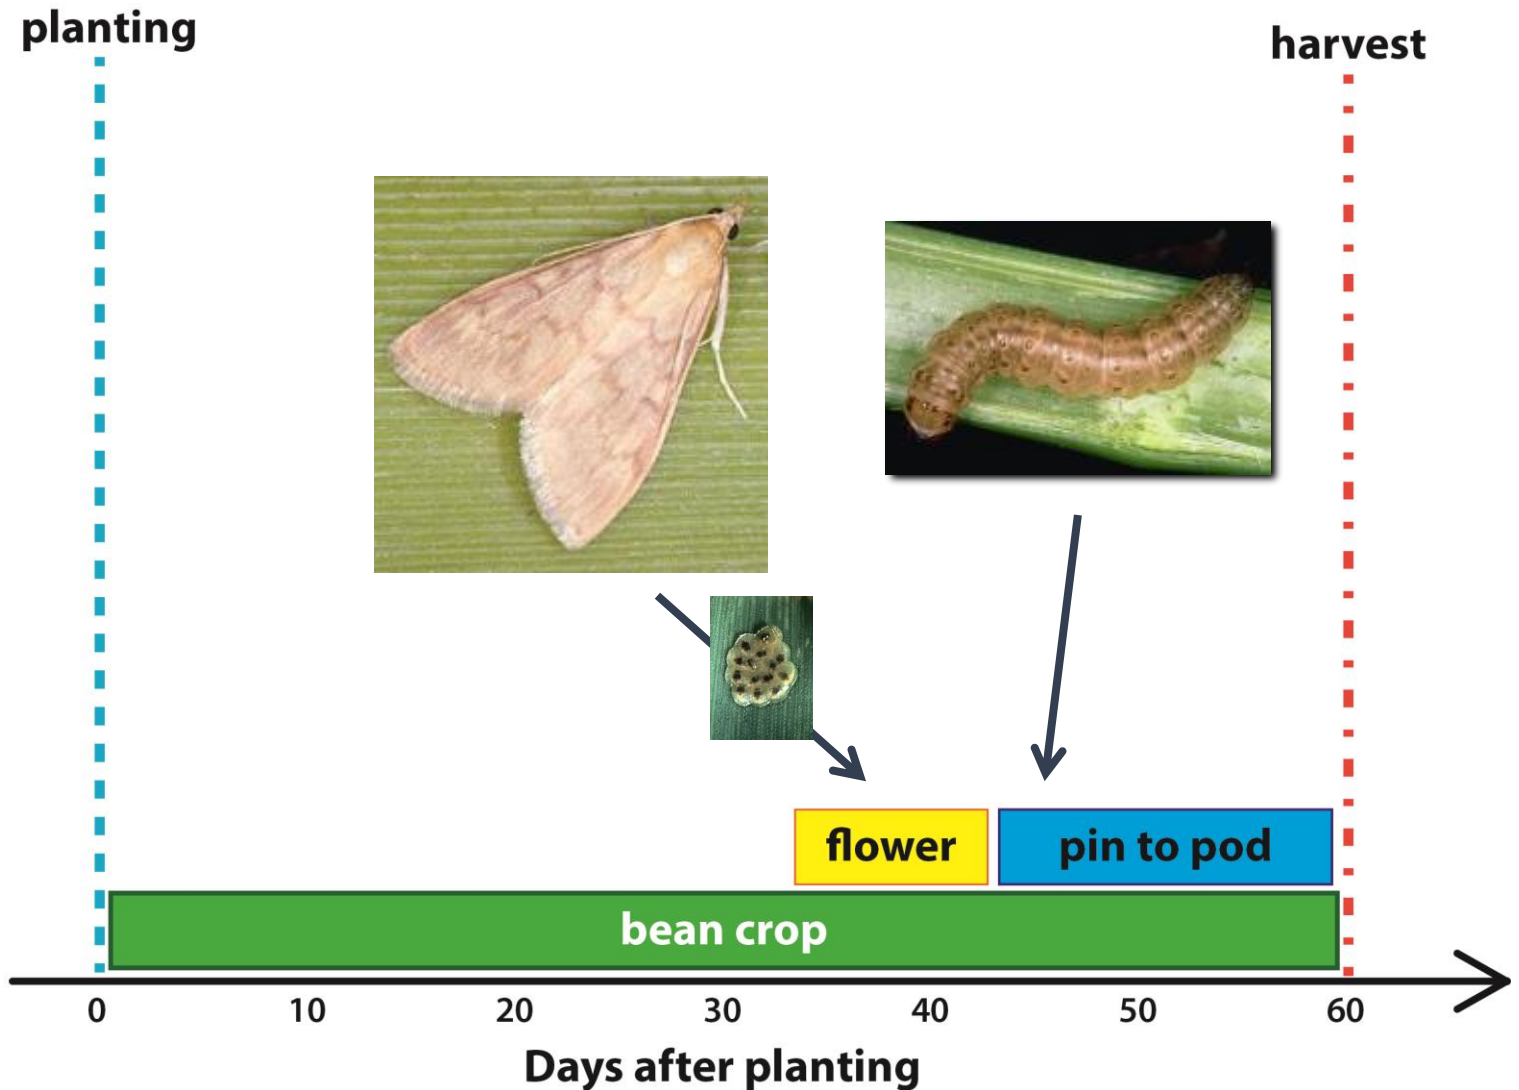 planting
harvest
flower
pin to pod
bean crop
0 10 20 30 40 50 60
Days after planting